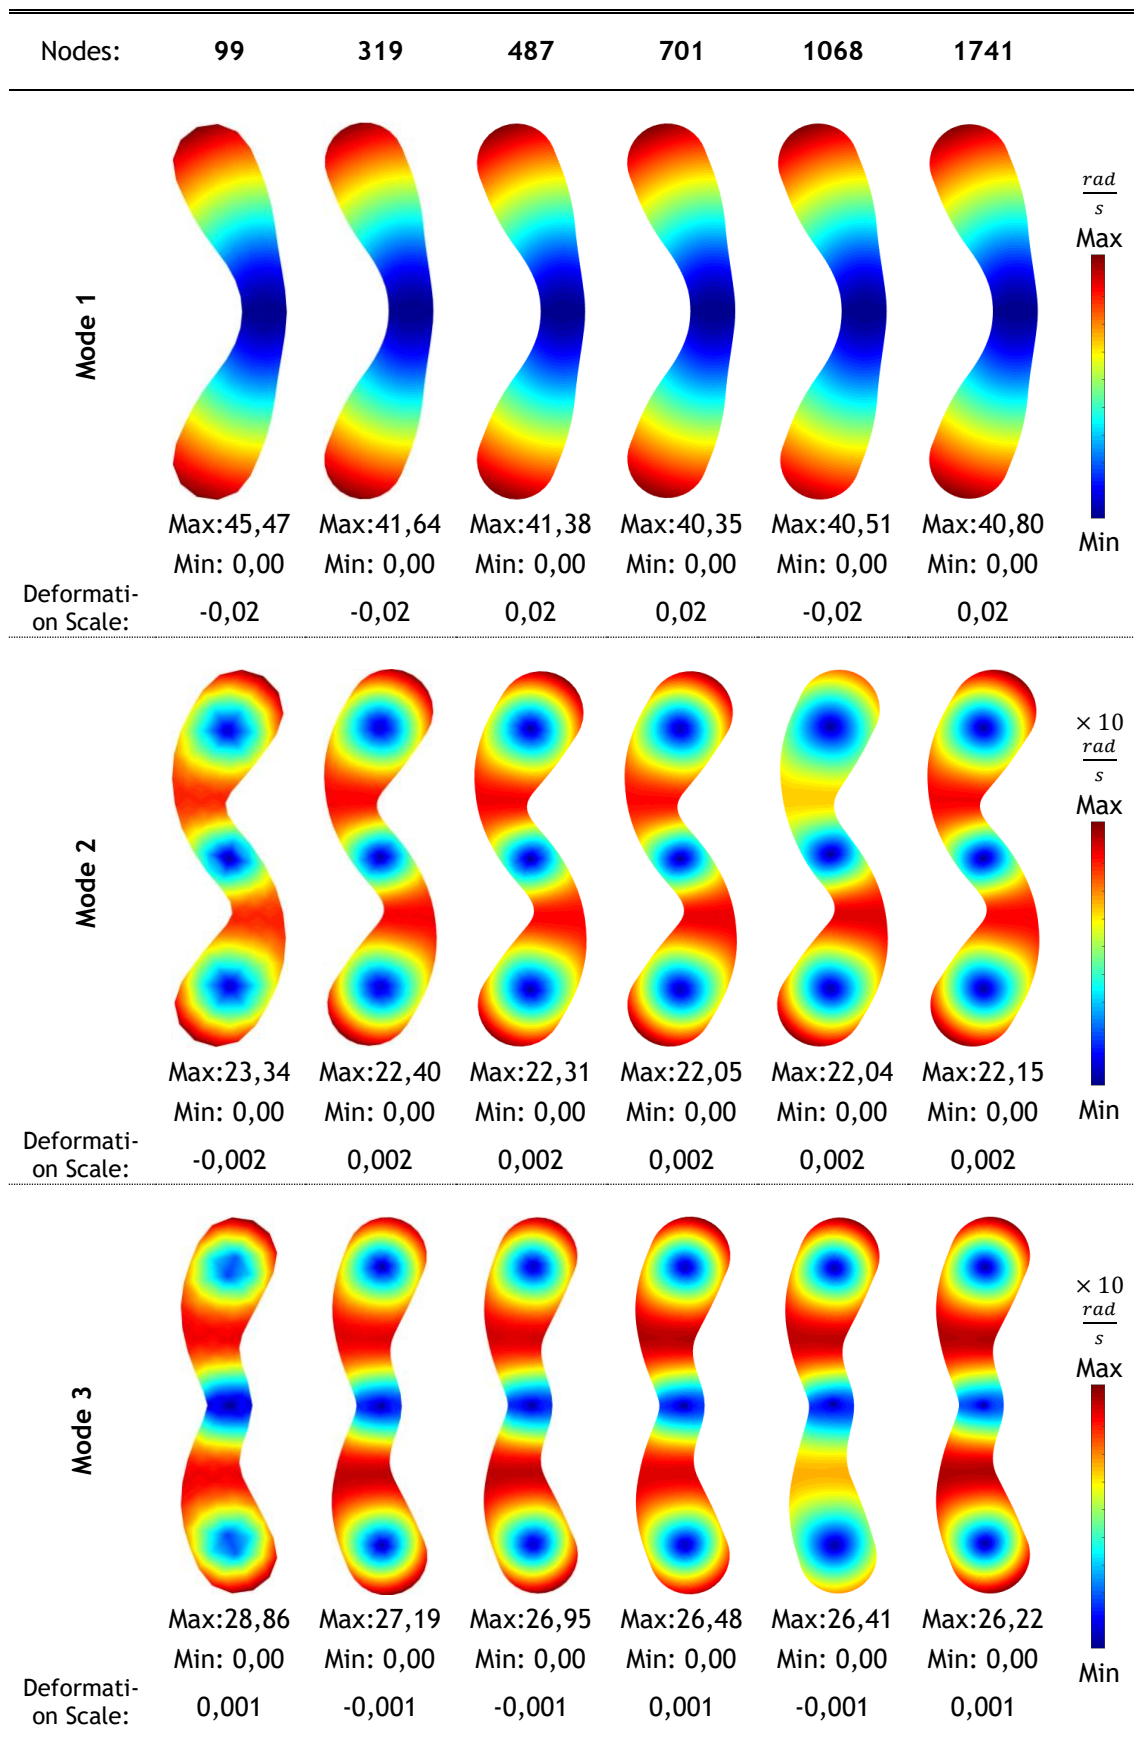 Nodes: 99 319 487 701 1068 1741
Mode 1
rad
s
Max
Min
Max:45,47 Max:41,64 Max:41,38 Max:40,35 Max:40,51 Max:40,80
Min: 0,00 Min: 0,00 Min: 0,00 Min: 0,00 Min: 0,00 Min: 0,00
Deformati-
on Scale: -0,02 -0,02 0,02 0,02 -0,02 0,02
Mode 2
× 10
rad
s
Max
Min
Max:23,34 Max:22,40 Max:22,31 Max:22,05 Max:22,04 Max:22,15
Min: 0,00 Min: 0,00 Min: 0,00 Min: 0,00 Min: 0,00 Min: 0,00
Deformati-
on Scale: -0,002 0,002 0,002 0,002 0,002 0,002
Mode 3
× 10
rad
s
Max
Min
Max:28,86 Max:27,19 Max:26,95 Max:26,48 Max:26,41 Max:26,22
Min: 0,00 Min: 0,00 Min: 0,00 Min: 0,00 Min: 0,00 Min: 0,00
Deformati-
on Scale: 0,001 -0,001 -0,001 0,001 -0,001 0,001